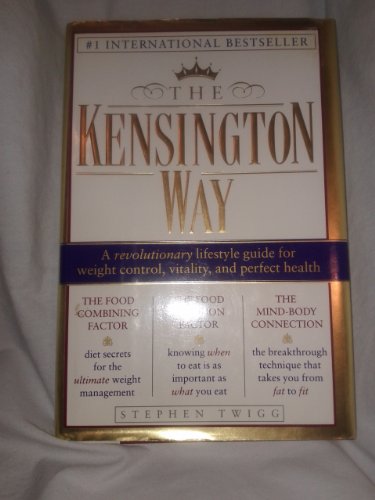 #1 INTERNATIONAL BESTSELLER
THE
KENSINGTON
WAY
A revolutionary lifestyle guide for
weight control, vitality, and perfect health
THE FOOD
COMBINING
FACTOR
diet secrets
for the
ultimate weight
management
FOOD
FACTOR
knowing when
to eat is as
important as
what you eat
THE
MIND-BODY
CONNECTION
the breakthrough
technique that
takes you from
fat to fit
STEPHEN TWIGG